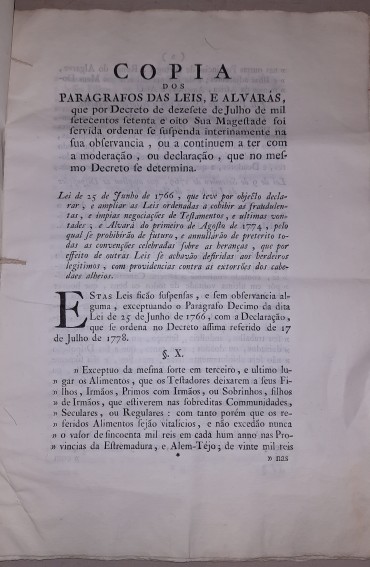 COPIA
DOS
PARAGRAFOS DAS LEIS, E ALVARÁS,
que por Decreto de dezeſete de Julho de mil
ſetecentos ſetenta e oito Sua Mageſtade foi
ſervida ordenar ſe ſuſpenda interinamente na
ſua obſervancia, ou a continuem a ter com
a moderação, ou declaração, que no meſ-
mo Decreto ſe determina.
Lei de 25 de Junho de 1766, que teve por objecto decla-
rar, e ampliar as Leis ordenadas a cohibir as fraudulen-
tas, e impias negociações de Teſtamentos, e ultimas von-
tades; e Alvará do primeiro de Agoſto de 1774, pelo
qual ſe prohibírão de futuro, e annullárão de preterito to-
das as convenções celebradas ſobre as heranças, que por
effeito de outras Leis ſe achavão deferidas aos herdeiros
legitimos, com providencias contra as extorsões dos cabe-
daes alheios.
ESTAS Leis ficão ſuſpenſas, e ſem obſervancia al-
guma, exceptuando o Paragrafo Decimo da dita
Lei de 25 de Junho de 1766, com a Declaração,
que ſe ordena no Decreto aſſima referido de 17
de Julho de 1778.
§. X.
» Exceptuo da meſma ſorte em terceiro, e ultimo lu-
» gar os Alimentos, que os Teſtadores deixarem a ſeus Fi-
» lhos, Irmãos, Primos com Irmãos, ou Sobrinhos, filhos
» de Irmãos, que eſtiverem nas ſobreditas Communidades,
» Seculares, ou Regulares: com tanto porém que os re-
» feridos Alimentos ſejão vitalicios, e não excedão nunca
» o valor de ſincoenta mil reis em cada hum anno nas Pro-
» vincias da Eſtremadura, e Alem-Téjo; de vinte mil reis
*
» nas